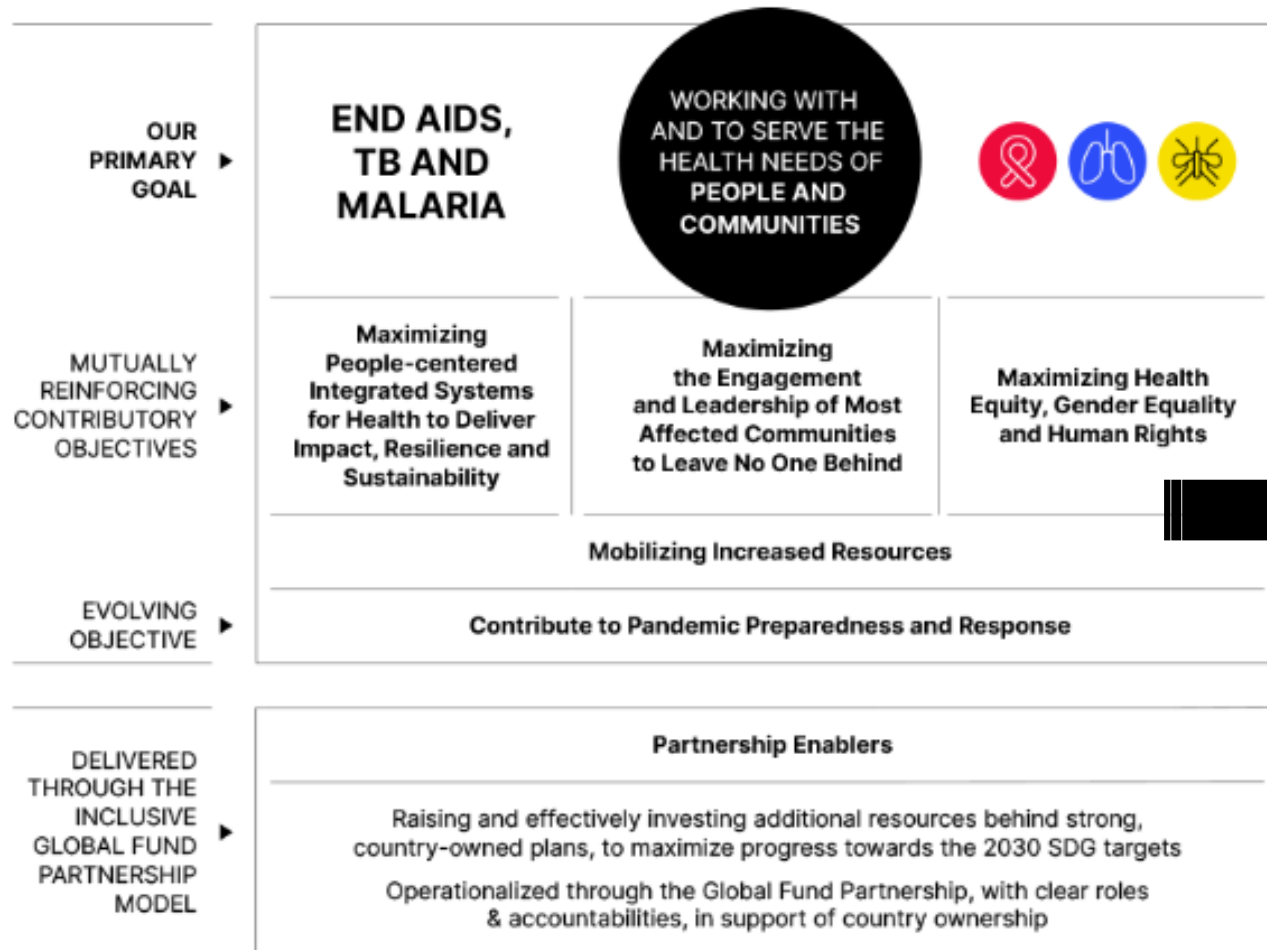 OUR
PRIMARY
GOAL
END AIDS,
TB AND
MALARIA
WORKING WITH
AND TO SERVE THE
HEALTH NEEDS OF
PEOPLE AND
COMMUNITIES
MUTUALLY
REINFORCING
CONTRIBUTORY
OBJECTIVES
Maximizing
People-centered
Integrated Systems
for Health to Deliver
Impact, Resilience and
Sustainability
Maximizing
the Engagement
and Leadership of Most
Affected Communities
to Leave No One Behind
Maximizing Health
Equity, Gender Equality
and Human Rights
Mobilizing Increased Resources
EVOLVING
OBJECTIVE
Contribute to Pandemic Preparedness and Response
DELIVERED
THROUGH THE
INCLUSIVE
GLOBAL FUND
PARTNERSHIP
MODEL
Partnership Enablers
Raising and effectively investing additional resources behind strong,
country-owned plans, to maximize progress towards the 2030 SDG targets
Operationalized through the Global Fund Partnership, with clear roles
& accountabilities, in support of country ownership